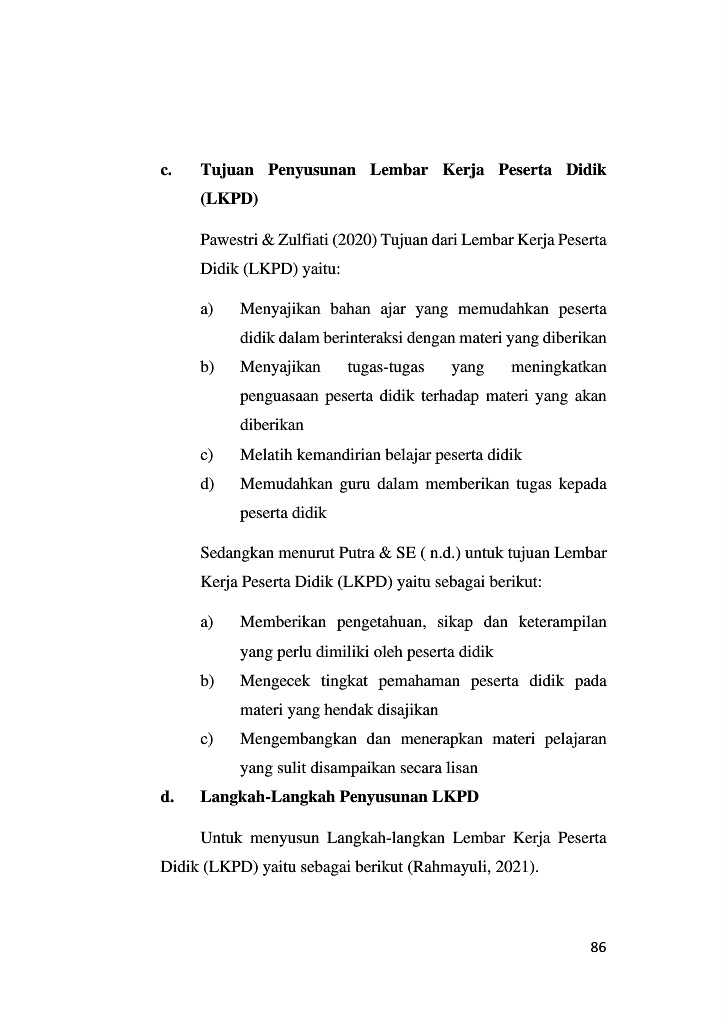 c. Tujuan Penyusunan Lembar Kerja Peserta Didik
(LKPD)
Pawestri & Zulfiati (2020) Tujuan dari Lembar Kerja Peserta
Didik (LKPD) yaitu:
a) Menyajikan bahan ajar yang memudahkan peserta
didik dalam berinteraksi dengan materi yang diberikan
b) Menyajikan tugas-tugas yang meningkatkan
penguasaan peserta didik terhadap materi yang akan
diberikan
c) Melatih kemandirian belajar peserta didik
d) Memudahkan guru dalam memberikan tugas kepada
peserta didik
Sedangkan menurut Putra & SE ( n.d.) untuk tujuan Lembar
Kerja Peserta Didik (LKPD) yaitu sebagai berikut:
a) Memberikan pengetahuan, sikap dan keterampilan
yang perlu dimiliki oleh peserta didik
b) Mengecek tingkat pemahaman peserta didik pada
materi yang hendak disajikan
c) Mengembangkan dan menerapkan materi pelajaran
yang sulit disampaikan secara lisan
d. Langkah-Langkah Penyusunan LKPD
Untuk menyusun Langkah-langkan Lembar Kerja Peserta
Didik (LKPD) yaitu sebagai berikut (Rahmayuli, 2021).
86